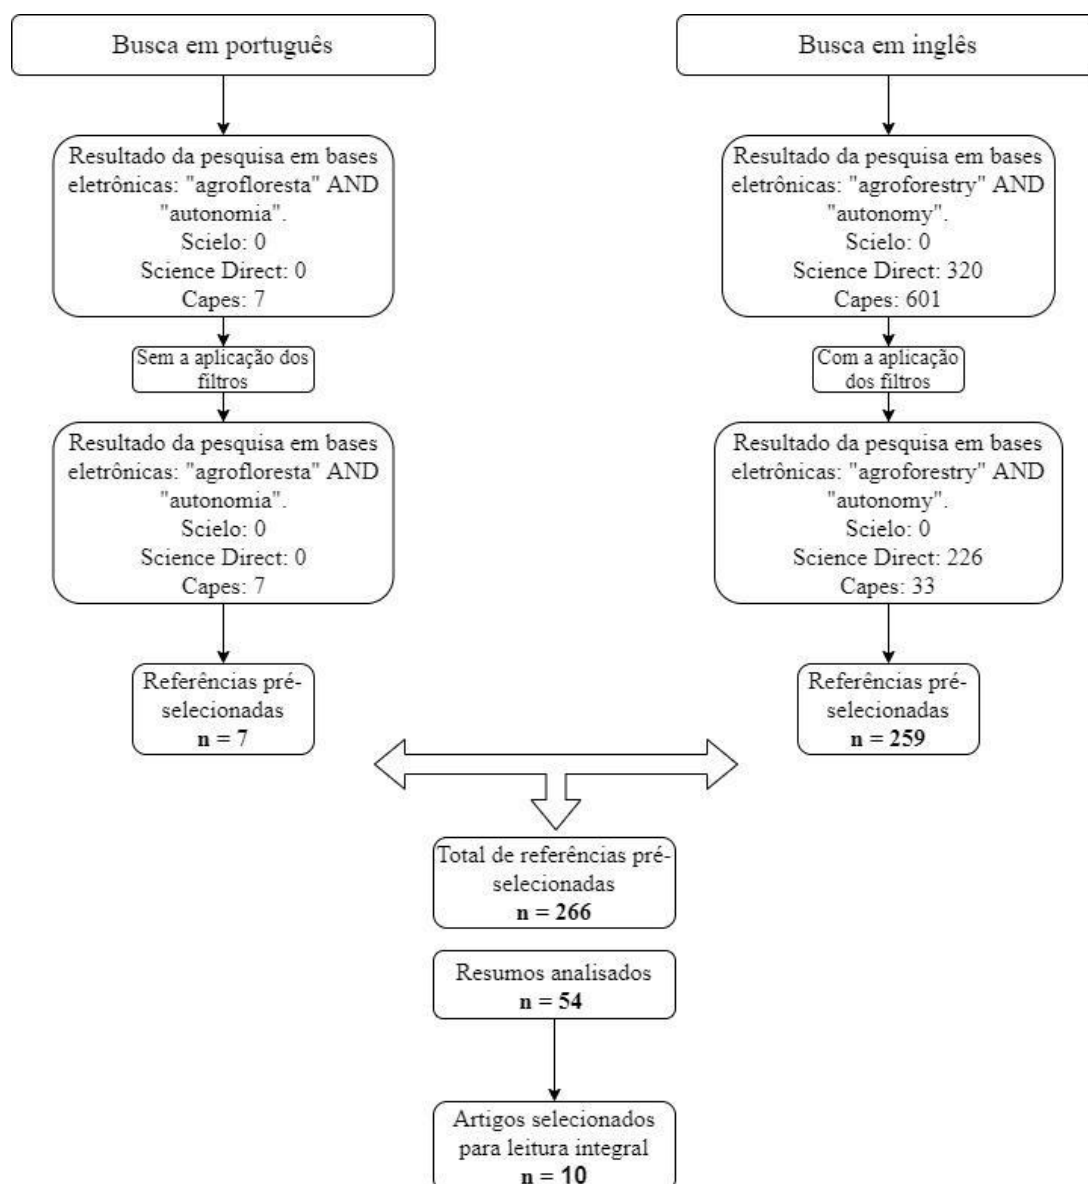 Busca em português
Resultado da pesquisa em bases
eletrônicas: "agrofloresta" AND
"autonomia".
Scielo: 0
Science Direct: 0
Capes: 7
Sem a aplicação dos
filtros
Resultado da pesquisa em bases
eletrônicas: "agrofloresta" AND
"autonomia".
Scielo: 0
Science Direct: 0
Capes: 7
Referências pré-
selecionadas
n = 7
Busca em inglês
Resultado da pesquisa em bases
eletrônicas: "agroforestry" AND
"autonomy".
Scielo: 0
Science Direct: 320
Capes: 601
Com a aplicação
dos filtros
Resultado da pesquisa em bases
eletrônicas: "agroforestry" AND
"autonomy".
Scielo: 0
Science Direct: 226
Capes: 33
Referências pré-
selecionadas
n = 259
Total de referências pré-
selecionadas
n = 266
Resumos analisados
n = 54
Artigos selecionados
para leitura integral
n = 10